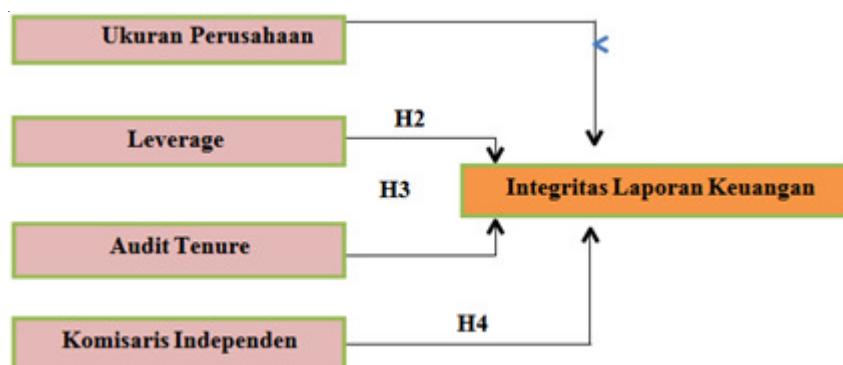 Ukuran Perusahaan
H2
Leverage
Integritas Laporan Keuangan
H3
Audit Tenure
H4
Komisaris Independen